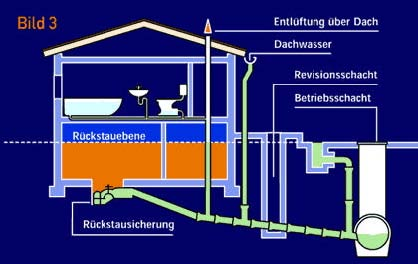 Bild 3
Entlüftung über Dach
Dachwasser
Revisionsschacht
Betriebsschacht
Rückstauebene
Rückstausicherung